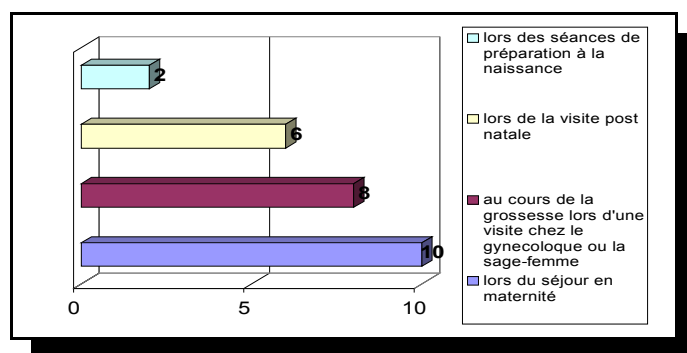 2
6
8
10
0 5 10
lors des séances de
préparation à la
naissance
lors de la visite post
natale
au cours de la
grossesse lors d'une
visite chez le
gynecoloque ou la
sage-femme
lors du séjour en
maternité